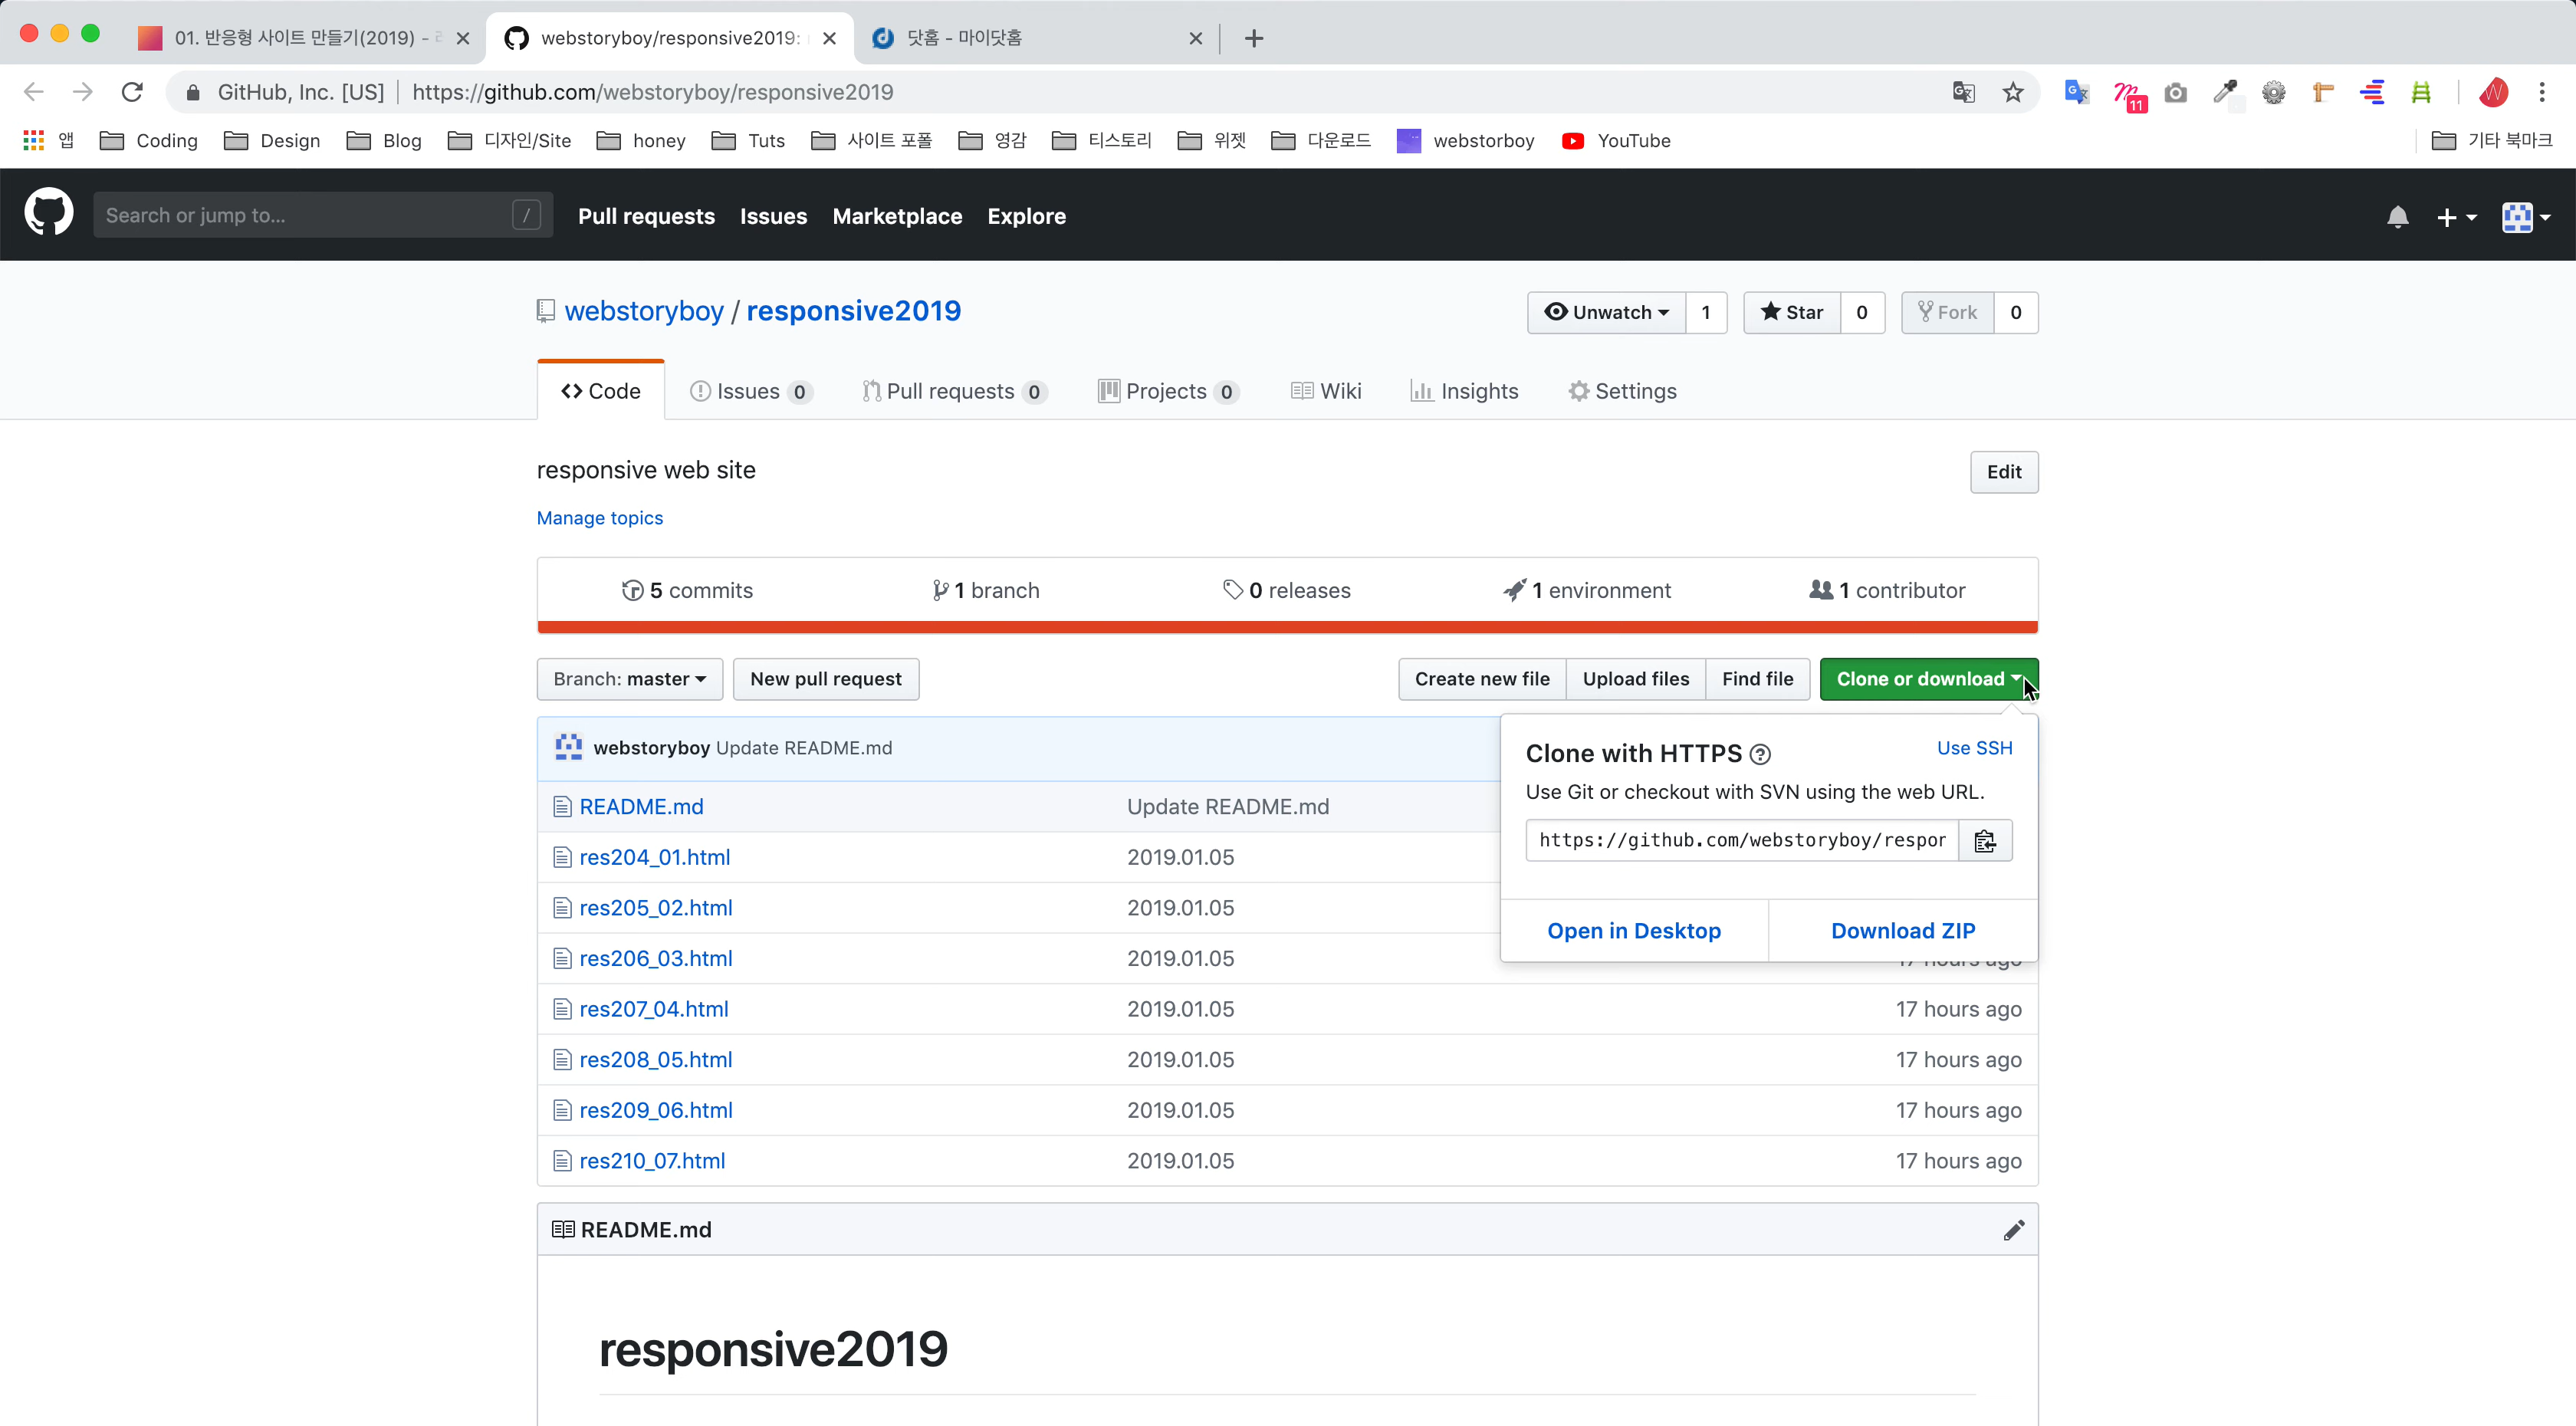 01. 반응형 사이트 만들기(2019) -
webstoryboy/responsive2019:
닷홈 - 마이닷홈
GitHub, Inc. [US]
https://github.com/webstoryboy/responsive2019
11
앱
Coding
Design
Blog
디자인/Site
honey
Tuts
사이트 포폴
영감
티스토리
위젯
다운로드
webstorboy
YouTube
기타 북마크
Search or jump to...
/
Pull requests
Issues
Marketplace
Explore
webstoryboy / responsive2019
Unwatch 1
Star 0
Fork 0
Code
Issues 0
Pull requests 0
Projects 0
Wiki
Insights
Settings
responsive web site
Edit
Manage topics
5 commits
1 branch
0 releases
1 environment
1 contributor
Branch: master
New pull request
Create new file
Upload files
Find file
Clone or download
webstoryboy Update README.md
Clone with HTTPS
Use SSH
Use Git or checkout with SVN using the web URL.
https://github.com/webstoryboy/respor
Open in Desktop
Download ZIP
README.md
Update README.md
res204_01.html
2019.01.05
res205_02.html
2019.01.05
res206_03.html
2019.01.05
17 hours ago
res207_04.html
2019.01.05
17 hours ago
res208_05.html
2019.01.05
17 hours ago
res209_06.html
2019.01.05
17 hours ago
res210_07.html
2019.01.05
17 hours ago
README.md
responsive2019